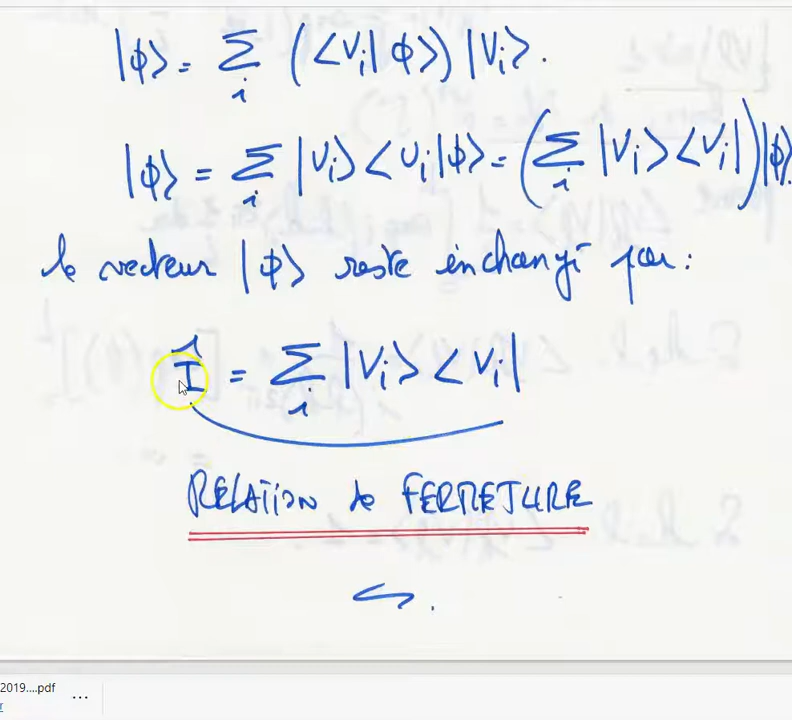 |ϕ> = Σ_i (<v_i|ϕ>) |v_i>.
|ϕ> = Σ_i |v_i> <v_i|ϕ> = (Σ_i |v_i> <v_i|) |ϕ>.
le vecteur |ϕ> reste inchangé par :
Î = Σ_i |v_i> <v_i|
RELATION de FERMETURE
2019....pdf
...